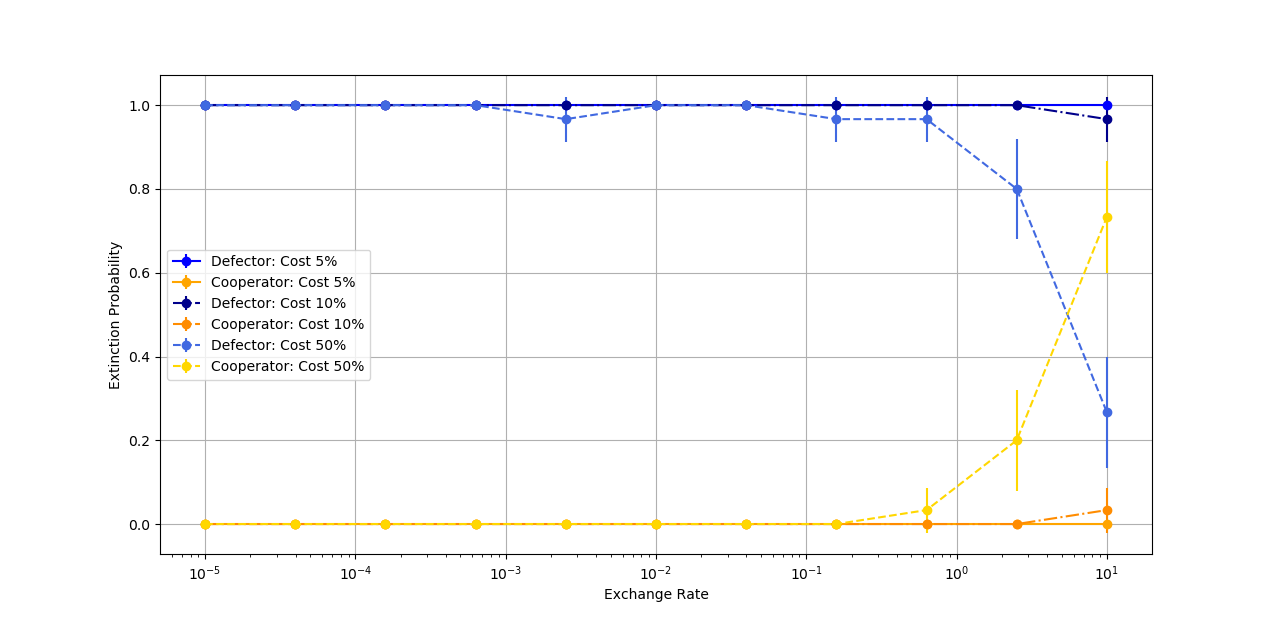 1.0
0.8
0.6
0.4
0.2
0.0
Extinction Probability
Defector: Cost 5%
Cooperator: Cost 5%
Defector: Cost 10%
Cooperator: Cost 10%
Defector: Cost 50%
Cooperator: Cost 50%
10⁻⁵ 10⁻⁴ 10⁻³ 10⁻² 10⁻¹ 10⁰ 10¹
Exchange Rate